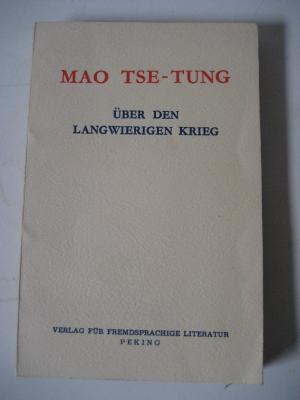 MAO TSE-TUNG
ÜBER DEN
LANGWIERIGEN KRIEG
VERLAG FÜR FREMDSPRACHIGE LITERATUR
PEKING